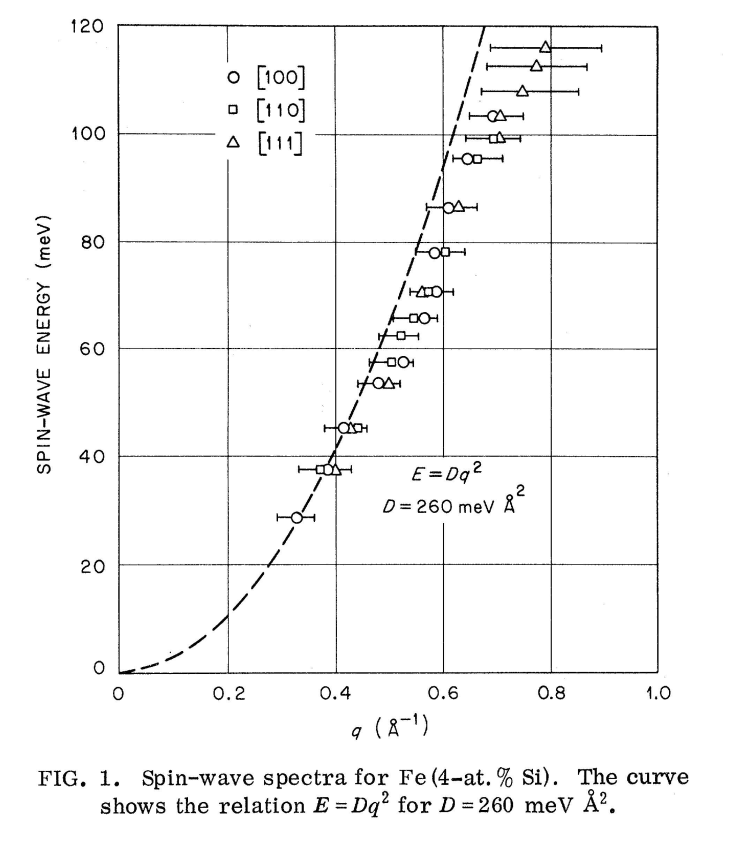 120
100
80
60
40
20
0
SPIN-WAVE ENERGY (meV)
[100]
[110]
[111]
E = Dq²
D = 260 meV Å²
0 0.2 0.4 0.6 0.8 1.0
q (Å⁻¹)
FIG. 1. Spin-wave spectra for Fe(4-at.% Si). The curve
shows the relation E = Dq² for D = 260 meV Å².